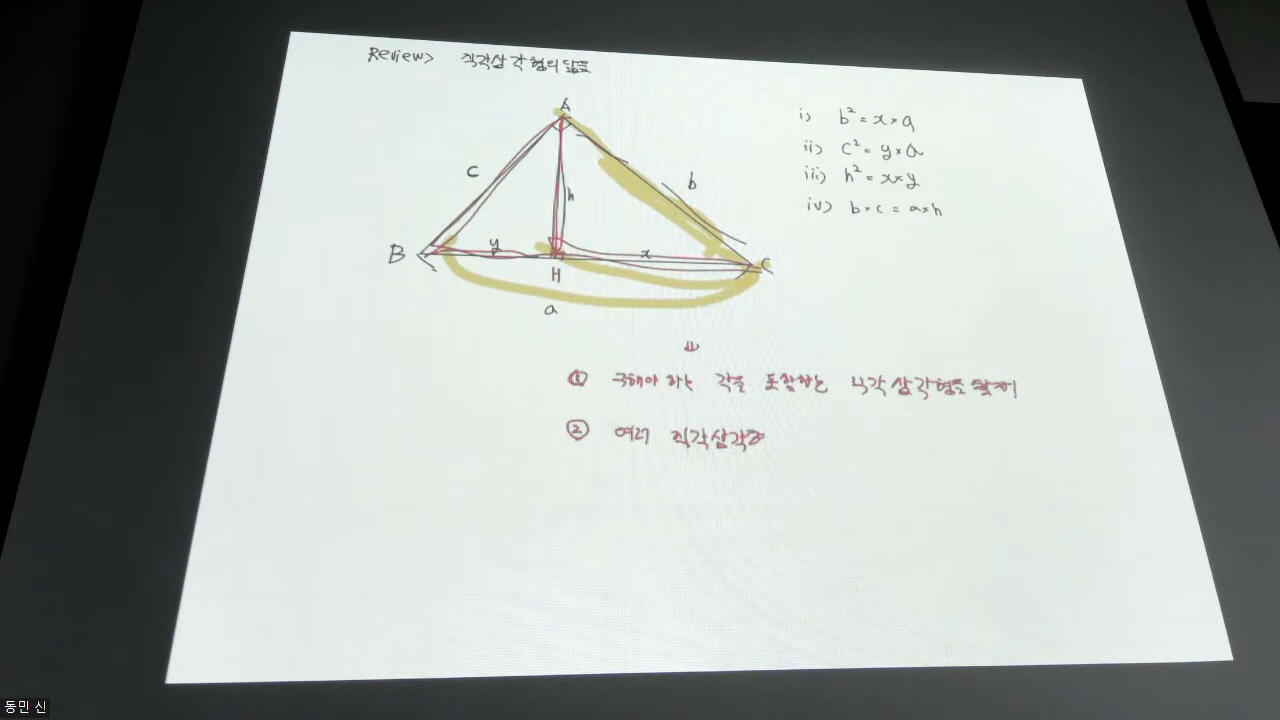 Review> 직각삼각형의 닮음
A
c
b
h
B
y
x
C
H
a
i) b² = x×a
ii) c² = y×a
iii) h² = x×y
iv) b×c = a×h
⇓
① 구해야 하는 각을 포함하는 직각삼각형을 찾자!
② 여러 직각삼각형
동민 신